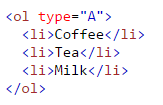 <ol type="A">
  <li>Coffee</li>
  <li>Tea</li>
  <li>Milk</li>
</ol>